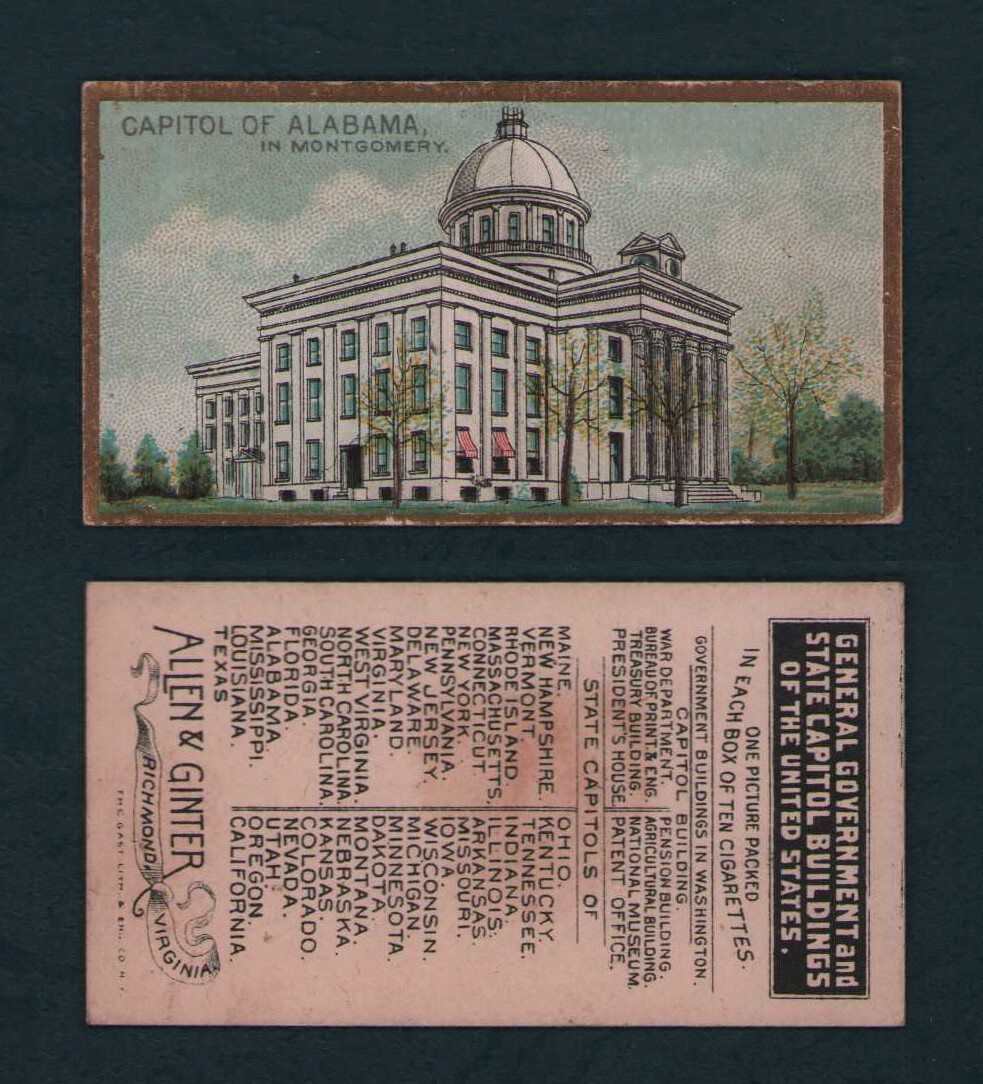 CAPITOL OF ALABAMA,
IN MONTGOMERY.
GENERAL GOVERNMENT and
STATE CAPITOL BUILDINGS
OF THE UNITED STATES.
ONE PICTURE PACKED
IN EACH BOX OF TEN CIGARETTES.
GOVERNMENT BUILDINGS IN WASHINGTON.
CAPITOL BUILDING.
WAR DEPARTMENT.
BUREAU OF PRINT. & ENG.
TREASURY BUILDING.
PRESIDENT'S HOUSE.
PENSION BUILDING.
AGRICULTURAL BUILDING.
NATIONAL MUSEUM.
PATENT OFFICE.
STATE CAPITOLS OF
MAINE.
NEW HAMPSHIRE.
VERMONT.
RHODE ISLAND.
MASSACHUSETTS.
CONNECTICUT.
NEW YORK.
PENNSYLVANIA.
NEW JERSEY.
DELAWARE.
MARYLAND.
VIRGINIA.
WEST VIRGINIA.
NORTH CAROLINA.
SOUTH CAROLINA.
GEORGIA.
FLORIDA.
ALABAMA.
MISSISSIPPI.
LOUISIANA.
TEXAS
OHIO.
KENTUCKY.
TENNESSEE.
INDIANA.
ILLINOIS.
ARKANSAS.
MISSOURI.
IOWA.
WISCONSIN.
MICHIGAN.
MINNESOTA
DAKOTA.
MONTANA.
NEBRASKA.
KANSAS.
COLORADO.
NEVADA.
UTAH.
OREGON.
CALIFORNIA
ALLEN & GINTER
RICHMOND, VIRGINIA.
THE GAST LITH. & ENG. CO. N.Y.